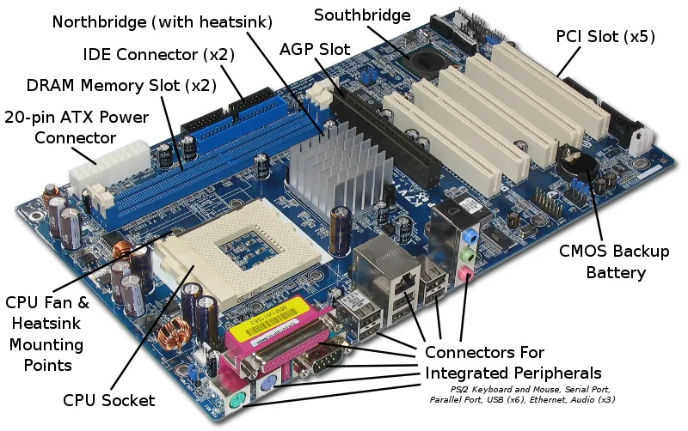 Southbridge
Northbridge (with heatsink)
PCI Slot (x5)
AGP Slot
IDE Connector (x2)
DRAM Memory Slot (x2)
20-pin ATX Power
Connector
CMOS Backup
Battery
CPU Fan &
Heatsink
Mounting
Points
Connectors For
Integrated Peripherals
PS/2 Keyboard and Mouse, Serial Port,
Parallel Port, USB (x6), Ethernet, Audio (x3)
CPU Socket